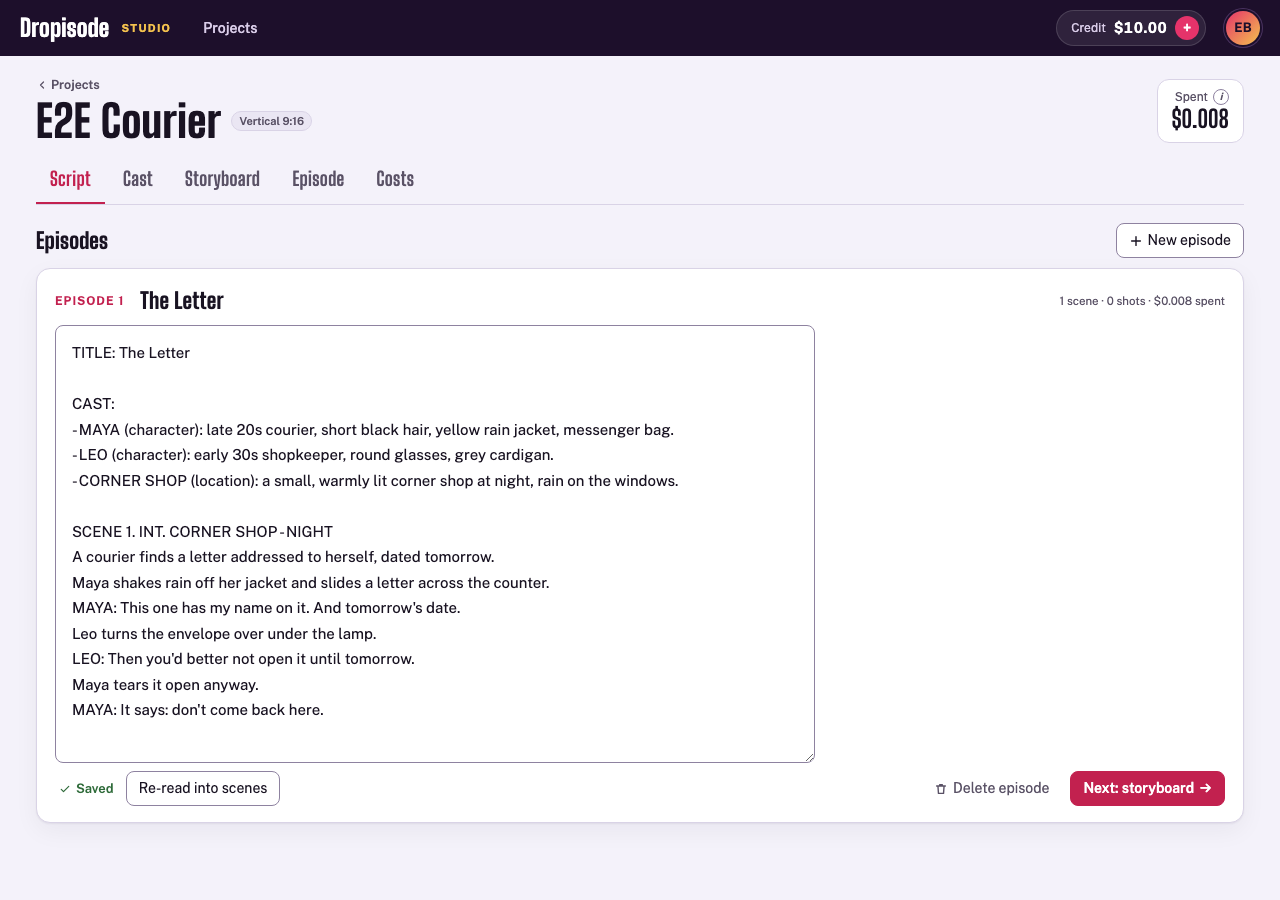 Dropisode STUDIO Projects Credit $10.00 + EB
Projects
E2E Courier Vertical 9:16
Spent i
$0.008
Script Cast Storyboard Episode Costs
Episodes
+ New episode
EPISODE 1 The Letter 1 scene · 0 shots · $0.008 spent
TITLE: The Letter
CAST:
- MAYA (character): late 20s courier, short black hair, yellow rain jacket, messenger bag.
- LEO (character): early 30s shopkeeper, round glasses, grey cardigan.
- CORNER SHOP (location): a small, warmly lit corner shop at night, rain on the windows.
SCENE 1. INT. CORNER SHOP - NIGHT
A courier finds a letter addressed to herself, dated tomorrow.
Maya shakes rain off her jacket and slides a letter across the counter.
MAYA: This one has my name on it. And tomorrow's date.
Leo turns the envelope over under the lamp.
LEO: Then you'd better not open it until tomorrow.
Maya tears it open anyway.
MAYA: It says: don't come back here.
Saved Re-read into scenes Delete episode Next: storyboard →